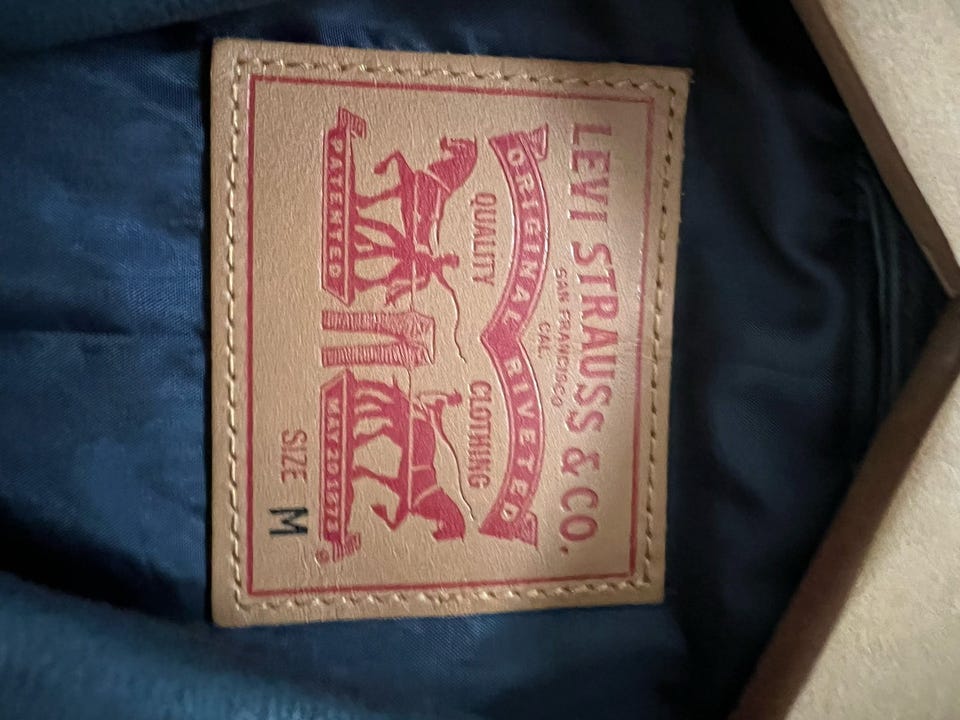 LEVI STRAUSS & CO.
SAN FRANCISCO
CAL.
ORIGINAL RIVETED
QUALITY CLOTHING
PATENTED MAY 20 1873
®
SIZE M